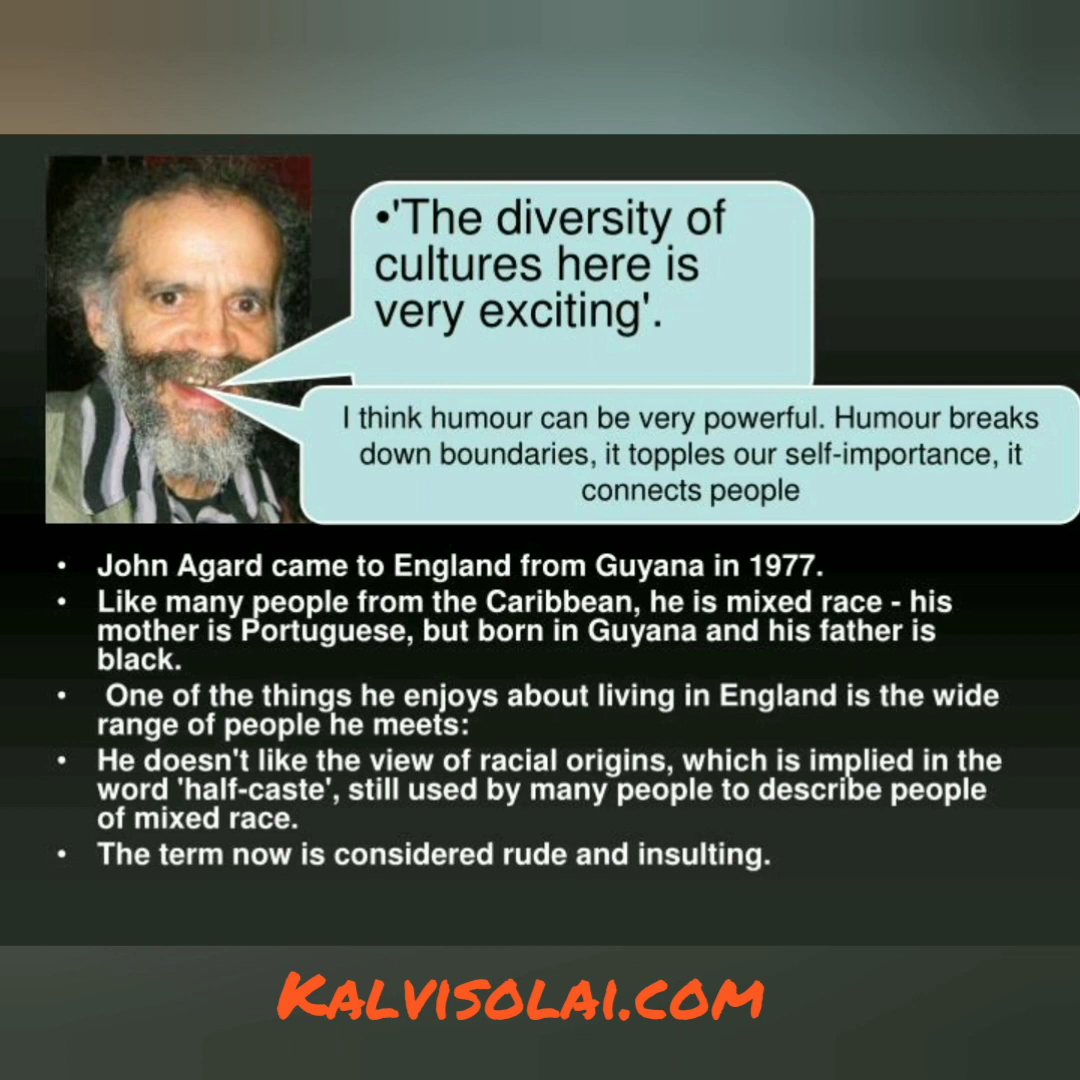 •'The diversity of
cultures here is
very exciting'.
I think humour can be very powerful. Humour breaks
down boundaries, it topples our self-importance, it
connects people
• John Agard came to England from Guyana in 1977.
• Like many people from the Caribbean, he is mixed race - his
mother is Portuguese, but born in Guyana and his father is
black.
• One of the things he enjoys about living in England is the wide
range of people he meets:
• He doesn't like the view of racial origins, which is implied in the
word 'half-caste', still used by many people to describe people
of mixed race.
• The term now is considered rude and insulting.
KALVISOLAI.COM